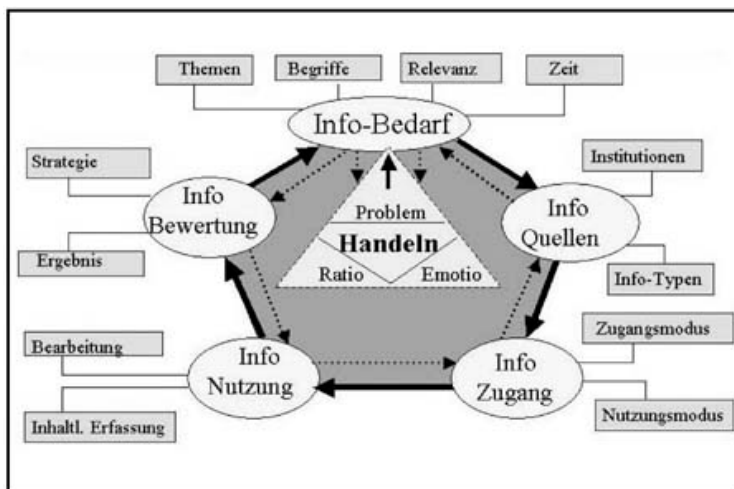 Themen
Begriffe
Relevanz
Zeit
Info-Bedarf
Strategie
Institutionen
Info
Bewertung
Info
Quellen
Problem
Handeln
Ratio
Emotio
Ergebnis
Info-Typen
Bearbeitung
Info
Nutzung
Info
Zugang
Zugangsmodus
Inhaltl. Erfassung
Nutzungsmodus